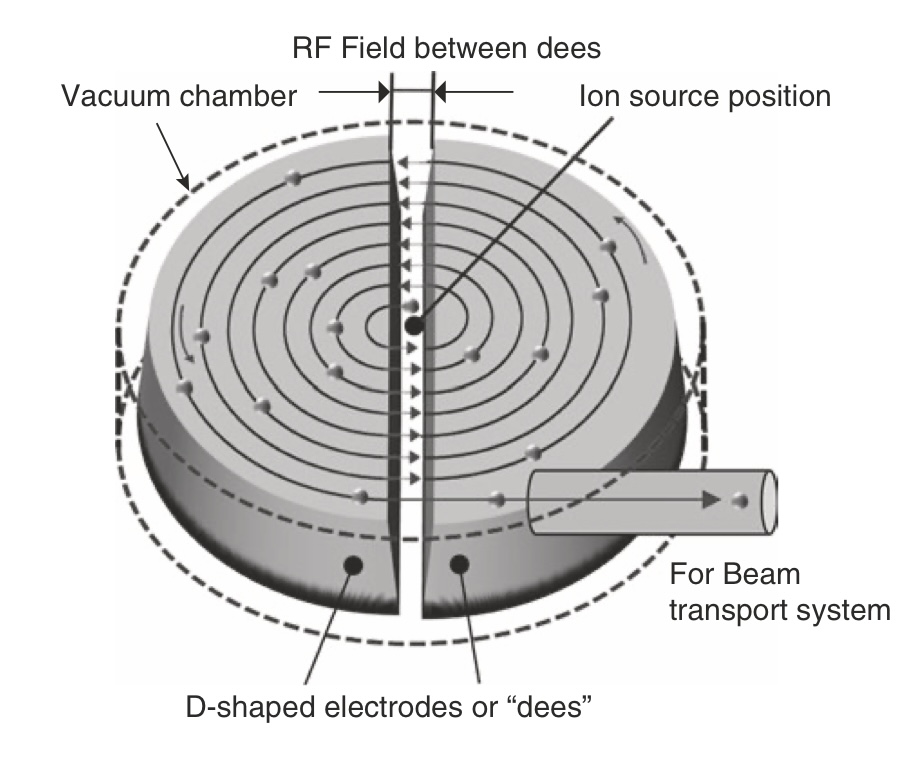 RF Field between dees
Vacuum chamber
Ion source position
For Beam
transport system
D-shaped electrodes or “dees”